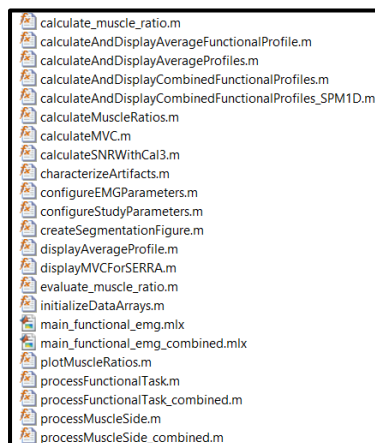 calculate_muscle_ratio.m
calculateAndDisplayAverageFunctionalProfile.m
calculateAndDisplayAverageProfiles.m
calculateAndDisplayCombinedFunctionalProfiles.m
calculateAndDisplayCombinedFunctionalProfiles_SPM1D.m
calculateMuscleRatios.m
calculateMVC.m
calculateSNRWithCal3.m
characterizeArtifacts.m
configureEMGParameters.m
configureStudyParameters.m
createSegmentationFigure.m
displayAverageProfile.m
displayMVCForSERRA.m
evaluate_muscle_ratio.m
initializeDataArrays.m
main_functional_emg.mlx
main_functional_emg_combined.mlx
plotMuscleRatios.m
processFunctionalTask.m
processFunctionalTask_combined.m
processMuscleSide.m
processMuscleSide_combined.m